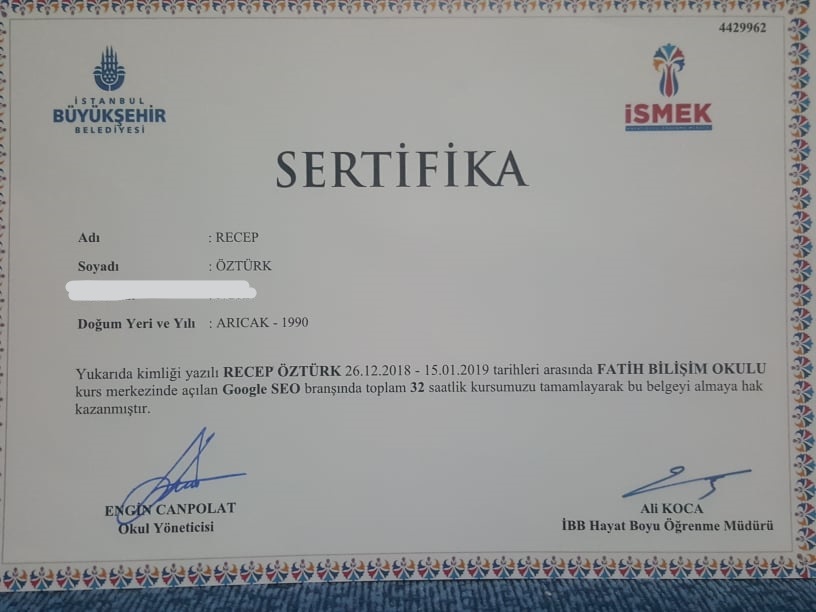 4429962
İSTANBUL
BÜYÜKŞEHİR
BELEDİYESİ
İSMEK
SERTİFİKA
Adı : RECEP
Soyadı : ÖZTÜRK
Doğum Yeri ve Yılı : ARICAK - 1990
Yukarıda kimliği yazılı RECEP ÖZTÜRK 26.12.2018 - 15.01.2019 tarihleri arasında FATİH BİLİŞİM OKULU
kurs merkezinde açılan Google SEO branşında toplam 32 saatlik kursumuzu tamamlayarak bu belgeyi almaya hak
kazanmıştır.
ENGİN CANPOLAT
Okul Yöneticisi
Ali KOCA
İBB Hayat Boyu Öğrenme Müdürü